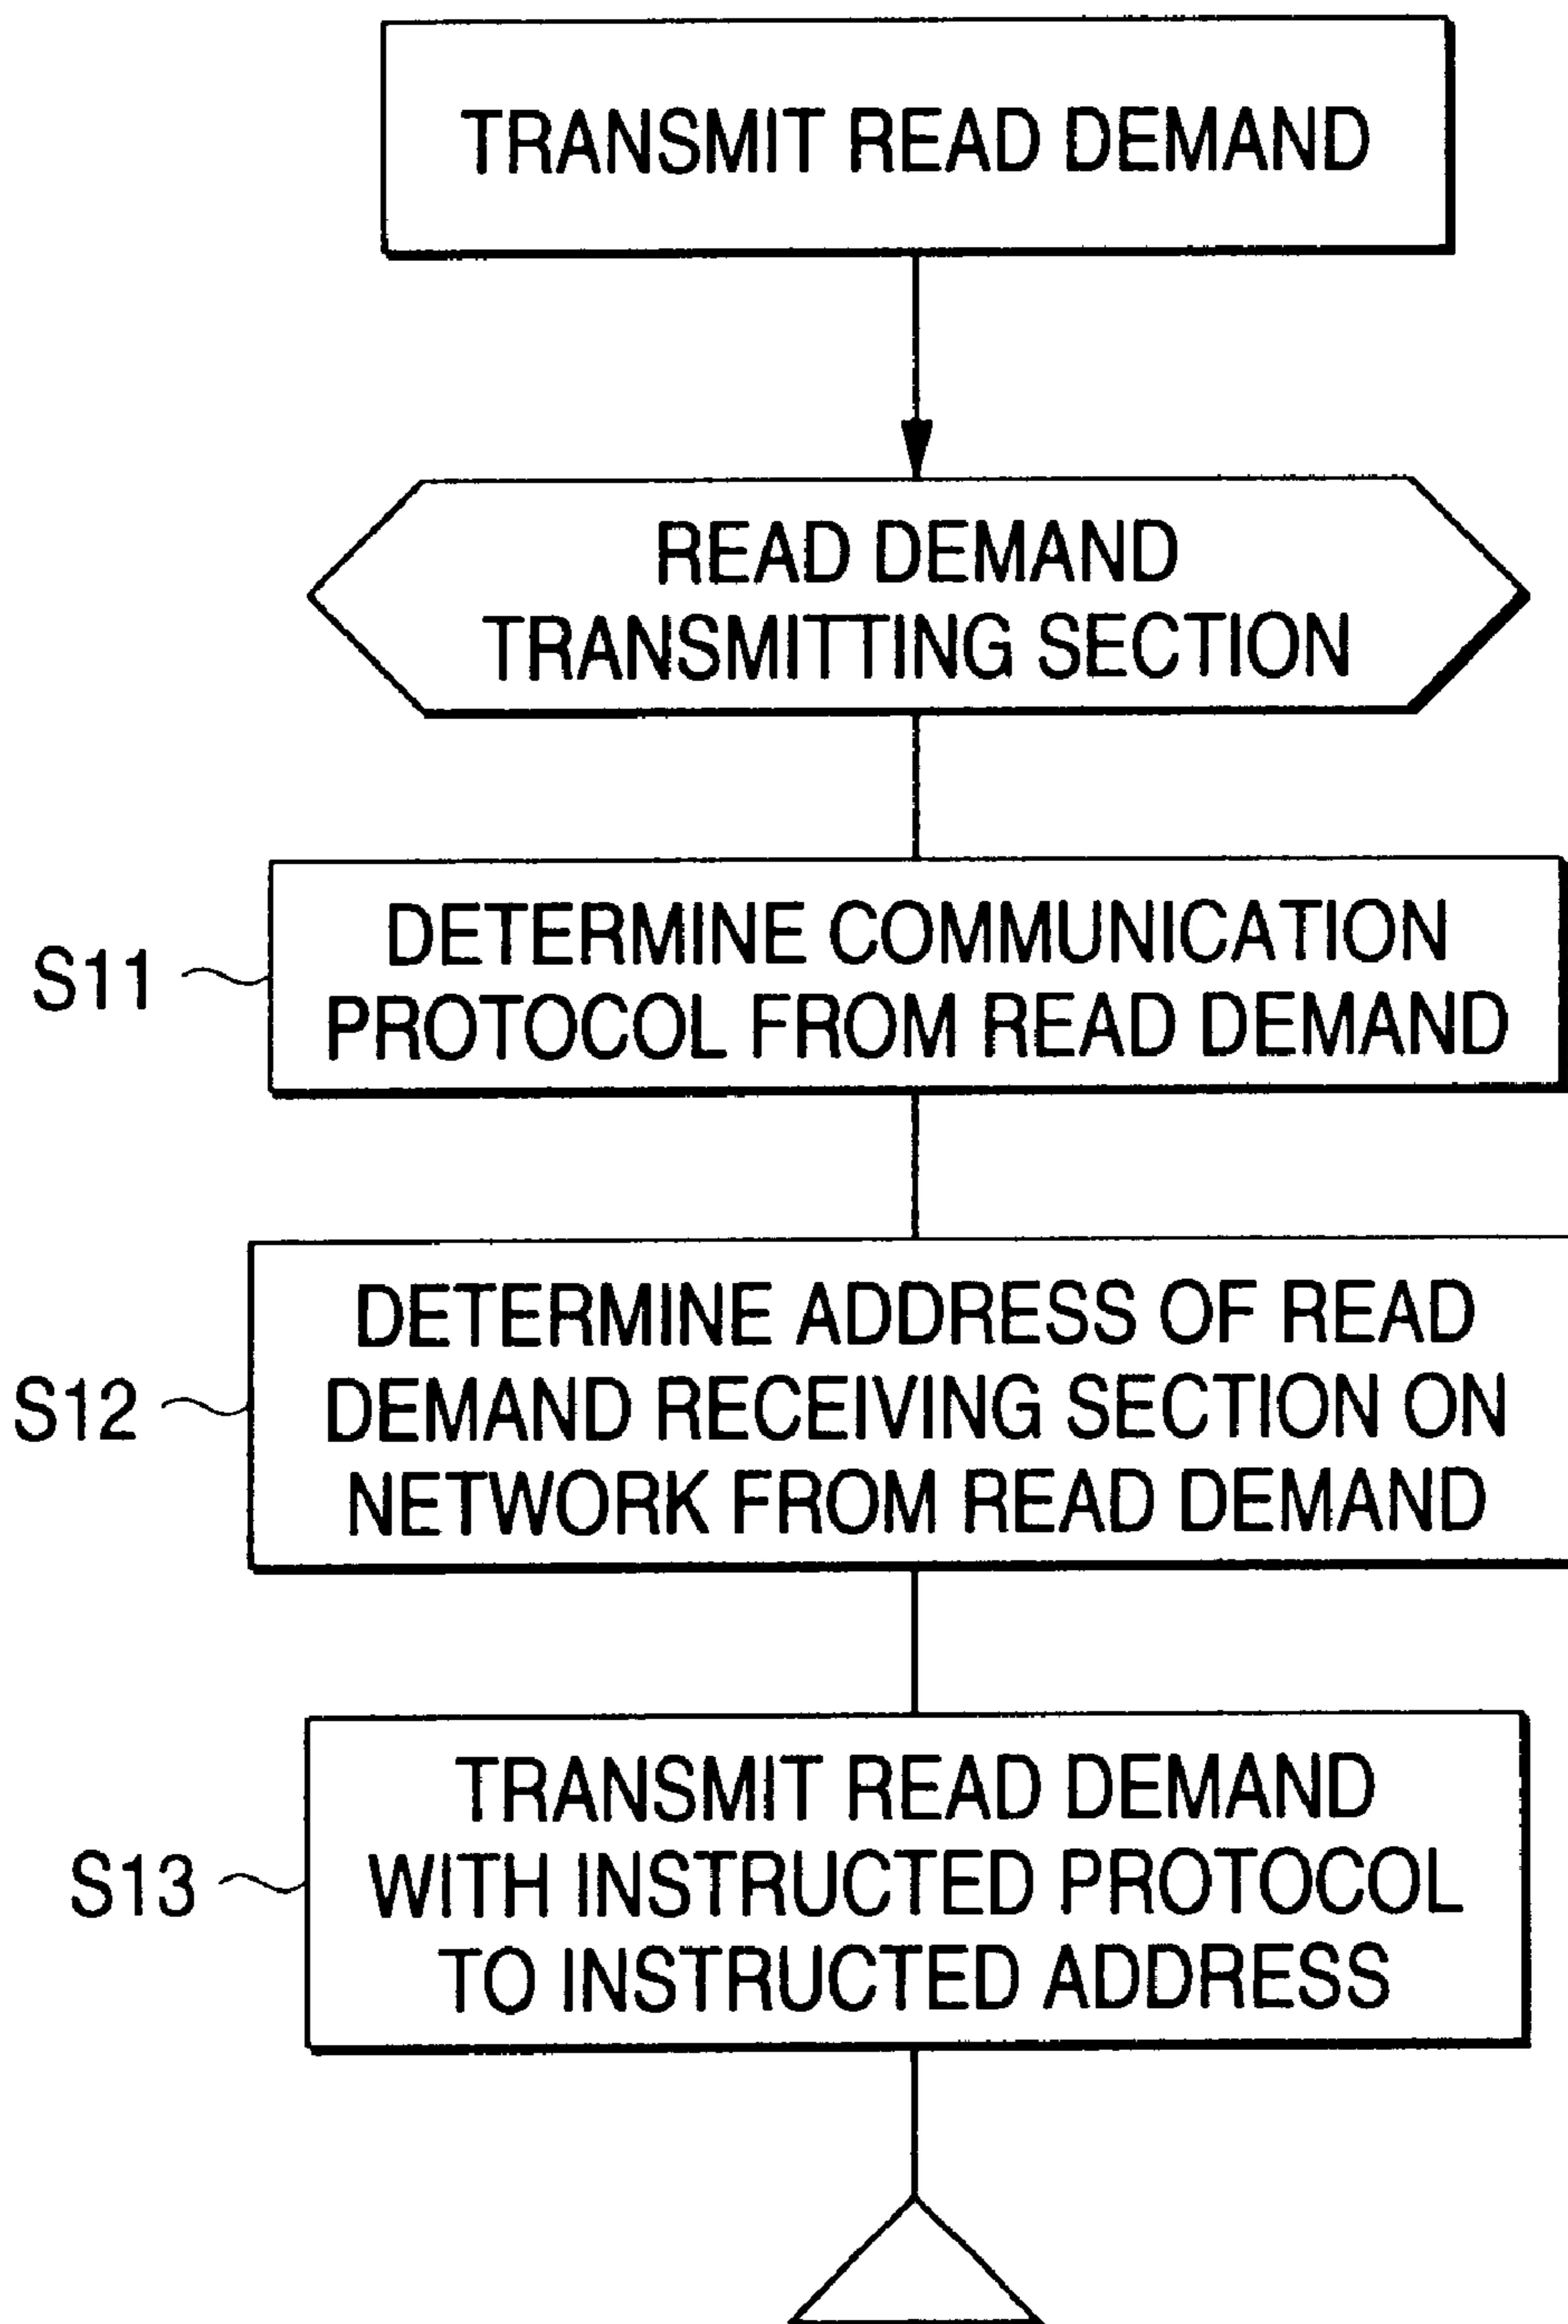 TRANSMIT READ DEMAND
READ DEMAND
TRANSMITTING SECTION
S11
DETERMINE COMMUNICATION
PROTOCOL FROM READ DEMAND
S12
DETERMINE ADDRESS OF READ
DEMAND RECEIVING SECTION ON
NETWORK FROM READ DEMAND
S13
TRANSMIT READ DEMAND
WITH INSTRUCTED PROTOCOL
TO INSTRUCTED ADDRESS